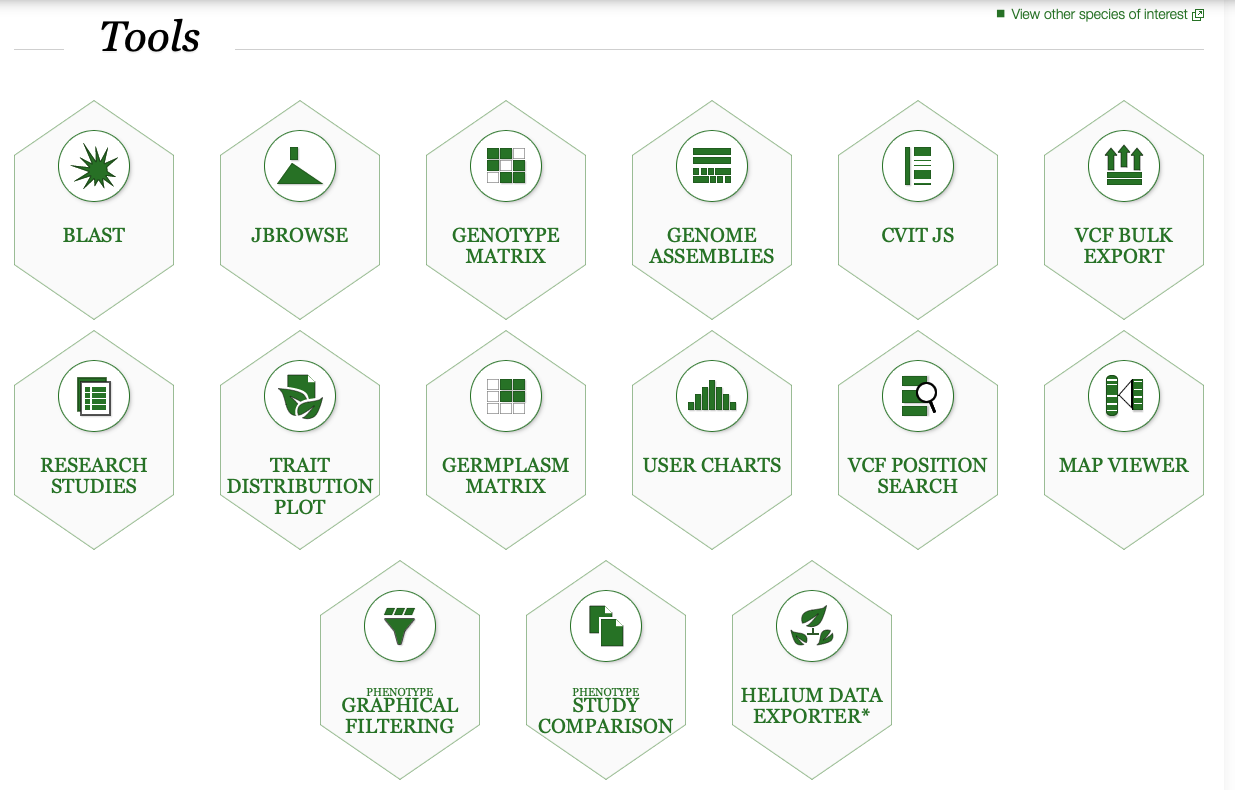 View other species of interest
Tools
BLAST
JBROWSE
GENOTYPE
MATRIX
GENOME
ASSEMBLIES
CVIT JS
VCF BULK
EXPORT
RESEARCH
STUDIES
TRAIT
DISTRIBUTION
PLOT
GERMPLASM
MATRIX
USER CHARTS
VCF POSITION
SEARCH
MAP VIEWER
PHENOTYPE
GRAPHICAL
FILTERING
PHENOTYPE
STUDY
COMPARISON
HELIUM DATA
EXPORTER*